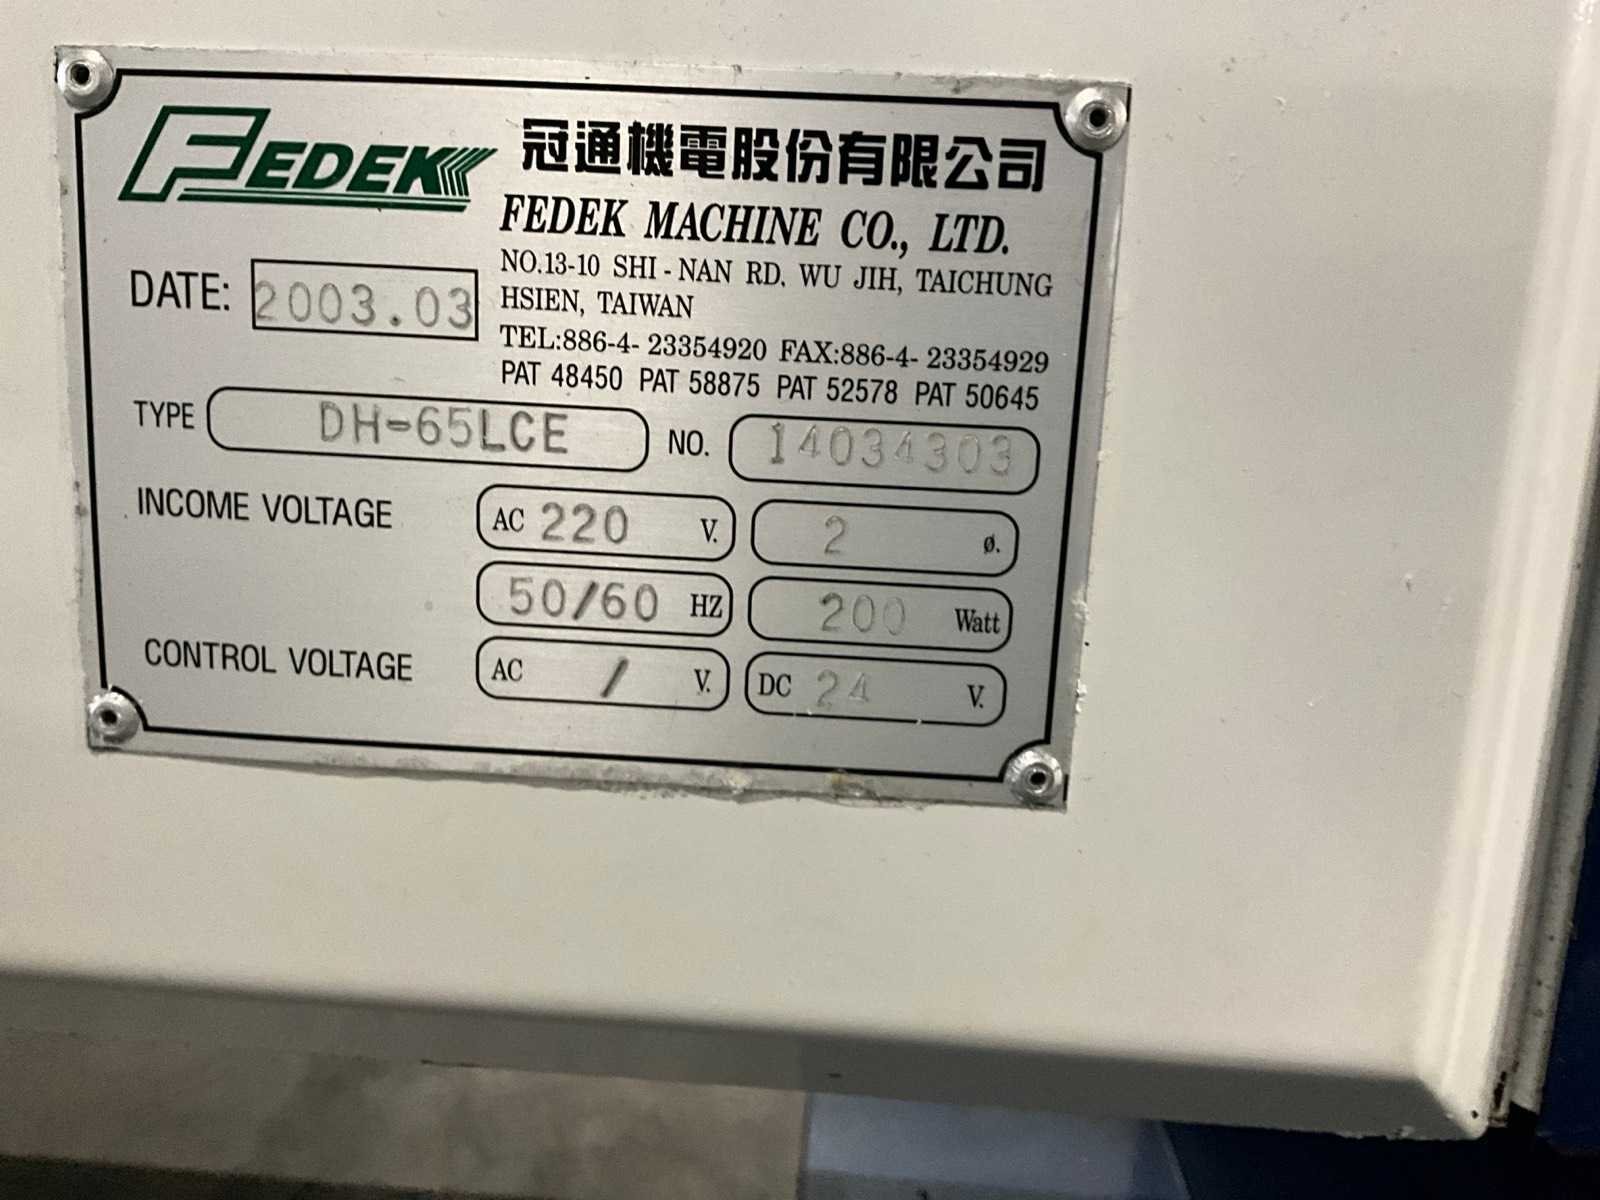 FEDEK
冠通機電股份有限公司
FEDEK MACHINE CO., LTD.
NO.13-10 SHI-NAN RD. WU JIH, TAICHUNG
HSIEN, TAIWAN
TEL:886-4-23354920 FAX:886-4-23354929
PAT 48450 PAT 58875 PAT 52578 PAT 50645
DATE: 2003.03
TYPE DH-65LCE NO. 14034303
INCOME VOLTAGE AC 220 V. 2 ø.
50/60 HZ 200 Watt
CONTROL VOLTAGE AC / V. DC 24 V.